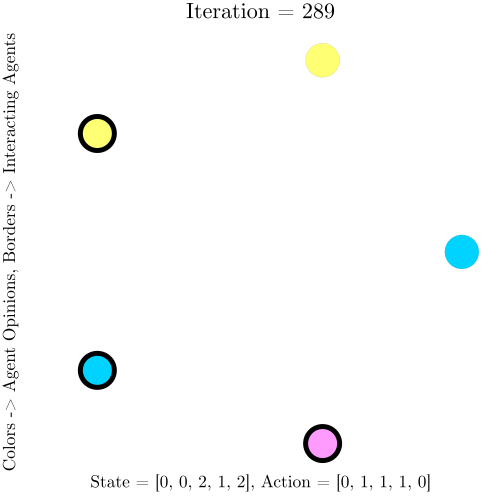 Iteration = 289
Colors -> Agent Opinions, Borders -> Interacting Agents
State = [0, 0, 2, 1, 2], Action = [0, 1, 1, 1, 0]